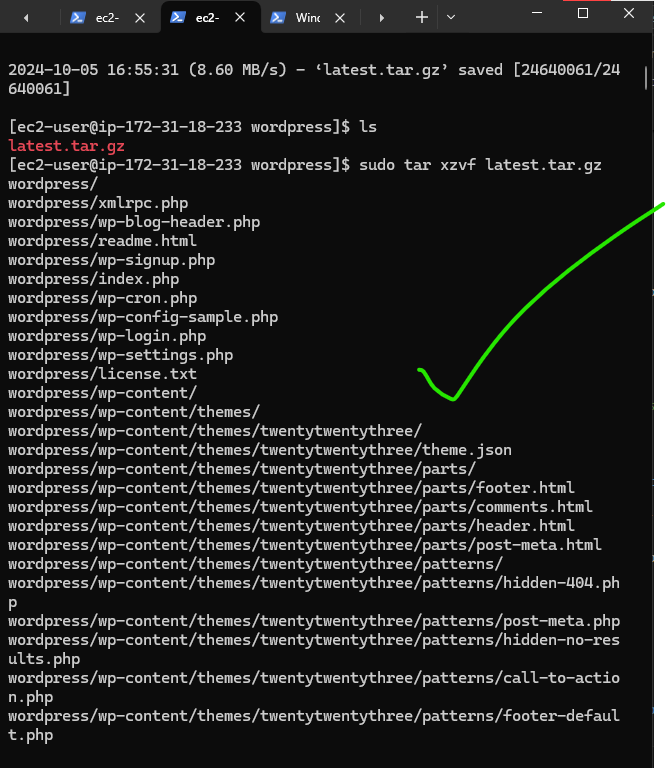 ec2-
ec2-
Wind
2024-10-05 16:55:31 (8.60 MB/s) - ‘latest.tar.gz’ saved [24640061/24
640061]
[ec2-user@ip-172-31-18-233 wordpress]$ ls
latest.tar.gz
[ec2-user@ip-172-31-18-233 wordpress]$ sudo tar xzvf latest.tar.gz
wordpress/
wordpress/xmlrpc.php
wordpress/wp-blog-header.php
wordpress/readme.html
wordpress/wp-signup.php
wordpress/index.php
wordpress/wp-cron.php
wordpress/wp-config-sample.php
wordpress/wp-login.php
wordpress/wp-settings.php
wordpress/license.txt
wordpress/wp-content/
wordpress/wp-content/themes/
wordpress/wp-content/themes/twentytwentythree/
wordpress/wp-content/themes/twentytwentythree/theme.json
wordpress/wp-content/themes/twentytwentythree/parts/
wordpress/wp-content/themes/twentytwentythree/parts/footer.html
wordpress/wp-content/themes/twentytwentythree/parts/comments.html
wordpress/wp-content/themes/twentytwentythree/parts/header.html
wordpress/wp-content/themes/twentytwentythree/parts/post-meta.html
wordpress/wp-content/themes/twentytwentythree/patterns/
wordpress/wp-content/themes/twentytwentythree/patterns/hidden-404.ph
p
wordpress/wp-content/themes/twentytwentythree/patterns/post-meta.php
wordpress/wp-content/themes/twentytwentythree/patterns/hidden-no-res
ults.php
wordpress/wp-content/themes/twentytwentythree/patterns/call-to-actio
n.php
wordpress/wp-content/themes/twentytwentythree/patterns/footer-defaul
t.php